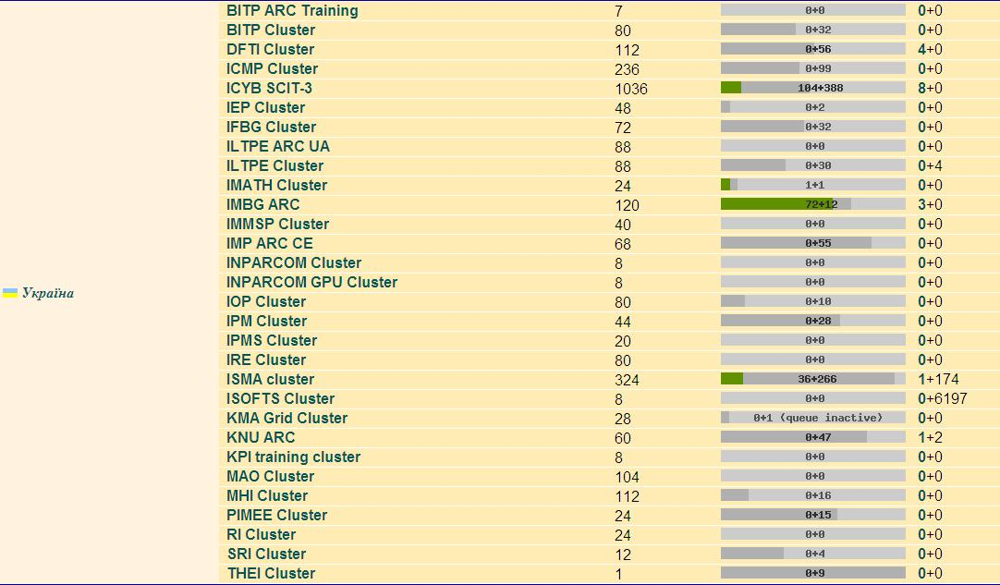 BITP ARC Training 7 0+0 0+0
BITP Cluster 80 0+32 0+0
DFTI Cluster 112 0+56 4+0
ICMP Cluster 236 0+99 0+0
ICYB SCIT-3 1036 104+388 8+0
IEP Cluster 48 0+2 0+0
IFBG Cluster 72 0+32 0+0
ILTPE ARC UA 88 0+0 0+0
ILTPE Cluster 88 0+30 0+4
IMATH Cluster 24 1+1 0+0
IMBG ARC 120 72+12 3+0
IMMSP Cluster 40 0+0 0+0
IMP ARC CE 68 0+55 0+0
INPARCOM Cluster 8 0+0 0+0
INPARCOM GPU Cluster 8 0+0 0+0
Україна
IOP Cluster 80 0+10 0+0
IPM Cluster 44 0+28 0+0
IPMS Cluster 20 0+0 0+0
IRE Cluster 80 0+0 0+0
ISMA cluster 324 36+266 1+174
ISOFTS Cluster 8 0+0 0+6197
KMA Grid Cluster 28 0+1 (queue inactive) 0+0
KNU ARC 60 0+47 1+2
KPI training cluster 8 0+0 0+0
MAO Cluster 104 0+0 0+0
MHI Cluster 112 0+16 0+0
PIMEE Cluster 24 0+15 0+0
RI Cluster 24 0+0 0+0
SRI Cluster 12 0+4 0+0
THEI Cluster 1 0+9 0+0